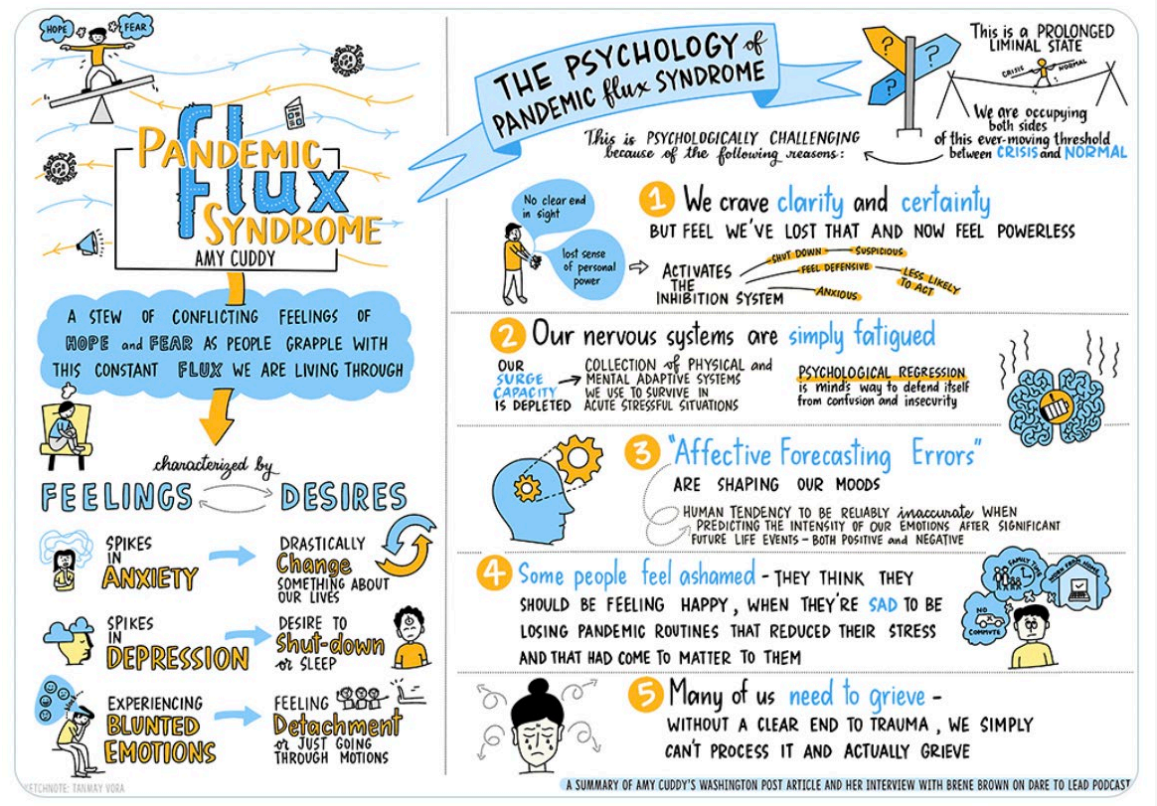 HOPE
FEAR
PANDEMIC
flux
SYNDROME
AMY CUDDY
A STEW OF CONFLICTING FEELINGS OF
HOPE and FEAR AS PEOPLE GRAPPLE WITH
THIS CONSTANT FLUX WE ARE LIVING THROUGH
characterized by
FEELINGS
DESIRES
SPIKES
IN
ANXIETY
DRASTICALLY
Change
SOMETHING ABOUT
OUR LIVES
SPIKES
IN
DEPRESSION
DESIRE TO
Shut-down
or SLEEP
EXPERIENCING
BLUNTED
EMOTIONS
FEELING
Detachment
or JUST GOING
THROUGH MOTIONS
ETCHNOTE: TANMAY VORA
THE PSYCHOLOGY of
PANDEMIC flux SYNDROME
This is PSYCHOLOGICALLY CHALLENGING
because of the following reasons:
? ? ?
This is a PROLONGED
LIMINAL STATE
CRISIS NORMAL
We are occupying
both sides
of this ever-moving threshold
between CRISIS and NORMAL
No clear end
in sight
lost sense
of personal
power
1 We crave clarity and certainty
BUT FEEL WE'VE LOST THAT AND NOW FEEL POWERLESS
ACTIVATES
THE
INHIBITION SYSTEM
SHUT DOWN
SUSPICIOUS
FEEL DEFENSIVE
LESS LIKELY
TO ACT
ANXIOUS
2 Our nervous systems are simply fatigued
OUR
SURGE
CAPACITY
IS DEPLETED
COLLECTION of PHYSICAL and
MENTAL ADAPTIVE SYSTEMS
WE USE TO SURVIVE IN
ACUTE STRESSFUL SITUATIONS
PSYCHOLOGICAL REGRESSION
is mind's way to defend itself
from confusion and insecurity
3 "Affective Forecasting Errors"
ARE SHAPING OUR MOODS
HUMAN TENDENCY TO BE RELIABLY inaccurate WHEN
PREDICTING THE INTENSITY OF OUR EMOTIONS AFTER SIGNIFICANT
FUTURE LIFE EVENTS - BOTH POSITIVE and NEGATIVE
4 Some people feel ashamed - THEY THINK THEY
SHOULD BE FEELING HAPPY, WHEN THEY'RE SAD TO BE
LOSING PANDEMIC ROUTINES THAT REDUCED THEIR STRESS
AND THAT HAD COME TO MATTER TO THEM
FAMILY TIME
WORK FROM HOME
NO
COMMUTE
5 Many of us need to grieve -
WITHOUT A CLEAR END TO TRAUMA, WE SIMPLY
CAN'T PROCESS IT AND ACTUALLY GRIEVE
A SUMMARY OF AMY CUDDY'S WASHINGTON POST ARTICLE AND HER INTERVIEW WITH BRENE BROWN ON DARE TO LEAD PODCAST